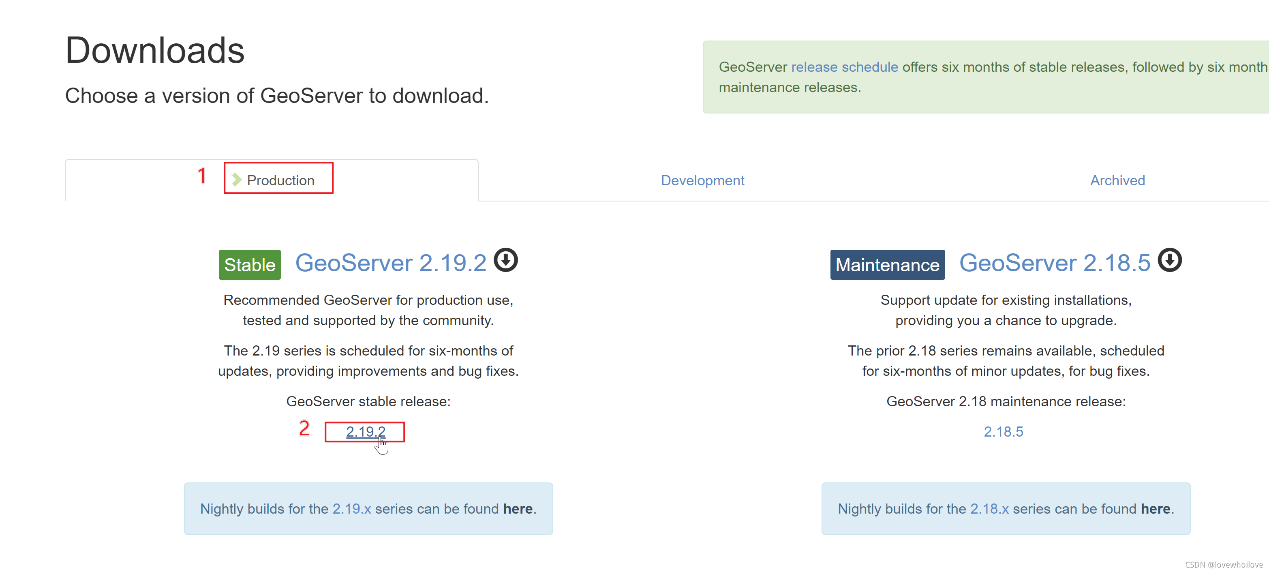 Downloads
Choose a version of GeoServer to download.
GeoServer release schedule offers six months of stable releases, followed by six month
maintenance releases.
1 Production
Development
Archived
Stable GeoServer 2.19.2
Recommended GeoServer for production use,
tested and supported by the community.
The 2.19 series is scheduled for six-months of
updates, providing improvements and bug fixes.
GeoServer stable release:
2 2.19.2
Nightly builds for the 2.19.x series can be found here.
Maintenance GeoServer 2.18.5
Support update for existing installations,
providing you a chance to upgrade.
The prior 2.18 series remains available, scheduled
for six-months of minor updates, for bug fixes.
GeoServer 2.18 maintenance release:
2.18.5
Nightly builds for the 2.18.x series can be found here.
CSDN @lovewhoilove